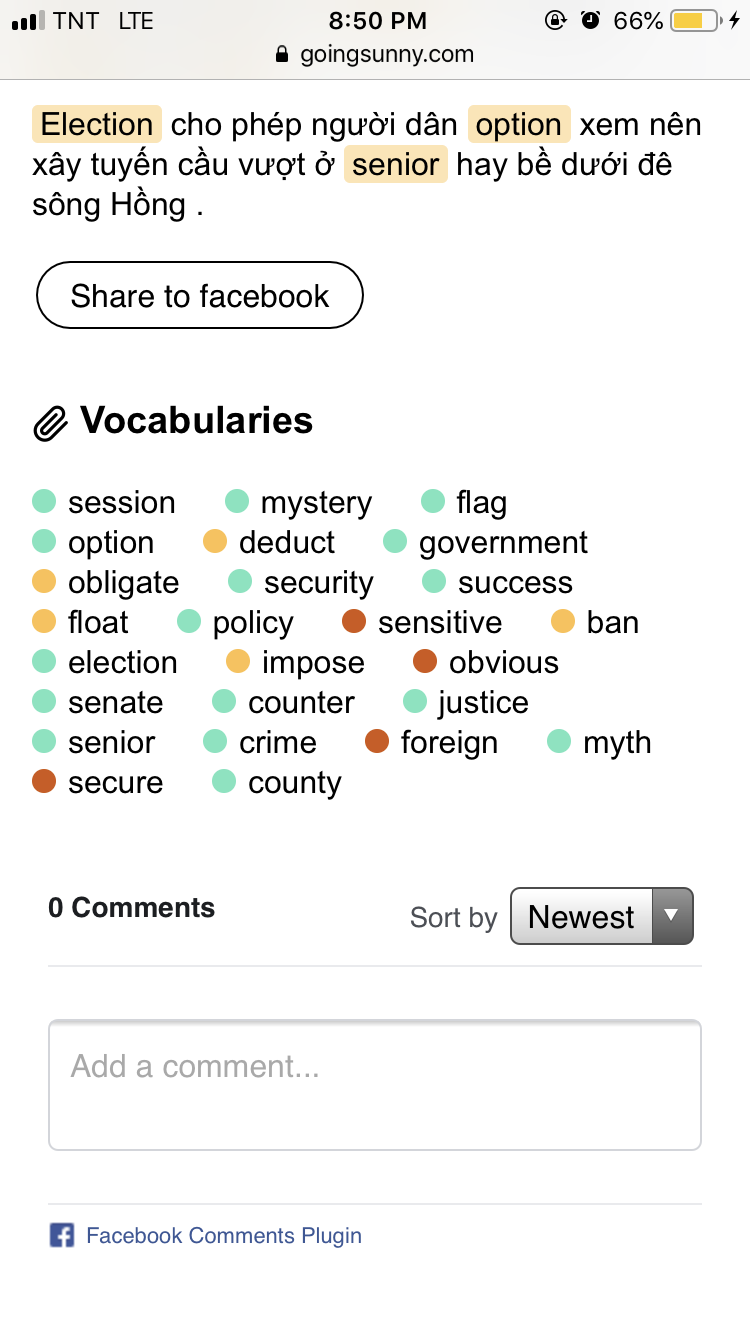 TNT LTE 8:50 PM 66%
goingsunny.com
Election cho phép người dân option xem nên
xây tuyến cầu vượt ở senior hay bề dưới đê
sông Hồng .
Share to facebook
Vocabularies
session mystery flag
option deduct government
obligate security success
float policy sensitive ban
election impose obvious
senate counter justice
senior crime foreign myth
secure county
0 Comments Sort by Newest
Add a comment...
Facebook Comments Plugin